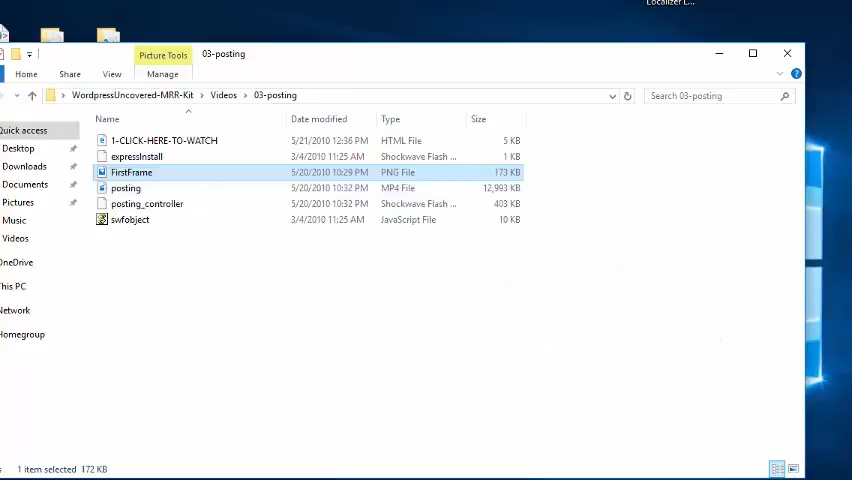 Localizer L...
Picture Tools 03-posting
Home Share View Manage
WordpressUncovered-MRR-Kit Videos 03-posting Search 03-posting
Name Date modified Type Size
Quick access
Desktop
Downloads
Documents
Pictures
Music
Videos
OneDrive
This PC
Network
Homegroup
1-CLICK-HERE-TO-WATCH 5/21/2010 12:36 PM HTML File 5 KB
expressInstall 3/4/2010 11:25 AM Shockwave Flash ... 1 KB
FirstFrame 5/20/2010 10:29 PM PNG File 173 KB
posting 5/20/2010 10:32 PM MP4 File 12,993 KB
posting_controller 5/20/2010 10:32 PM Shockwave Flash ... 403 KB
swfobject 3/4/2010 11:25 AM JavaScript File 10 KB
s 1 item selected 172 KB